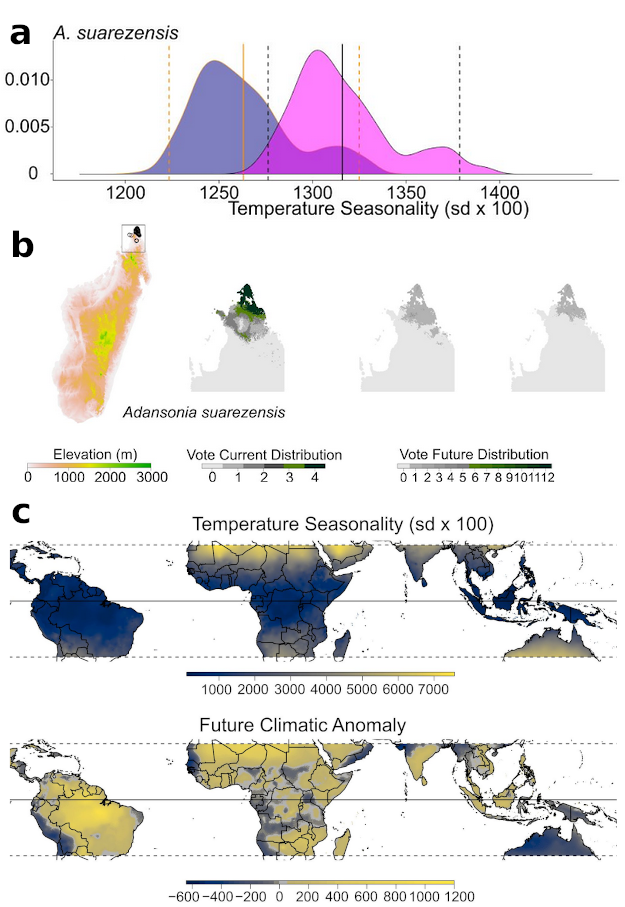 a
A. suarezensis
0.010
0.005
0
1200 1250 1300 1350 1400
Temperature Seasonality (sd x 100)
b
Adansonia suarezensis
Elevation (m)
0 1000 2000 3000
Vote Current Distribution
0 1 2 3 4
Vote Future Distribution
0 1 2 3 4 5 6 7 8 9 10 11 12
c
Temperature Seasonality (sd x 100)
1000 2000 3000 4000 5000 6000 7000
Future Climatic Anomaly
−600 −400 −200 0 200 400 600 800 1000 1200